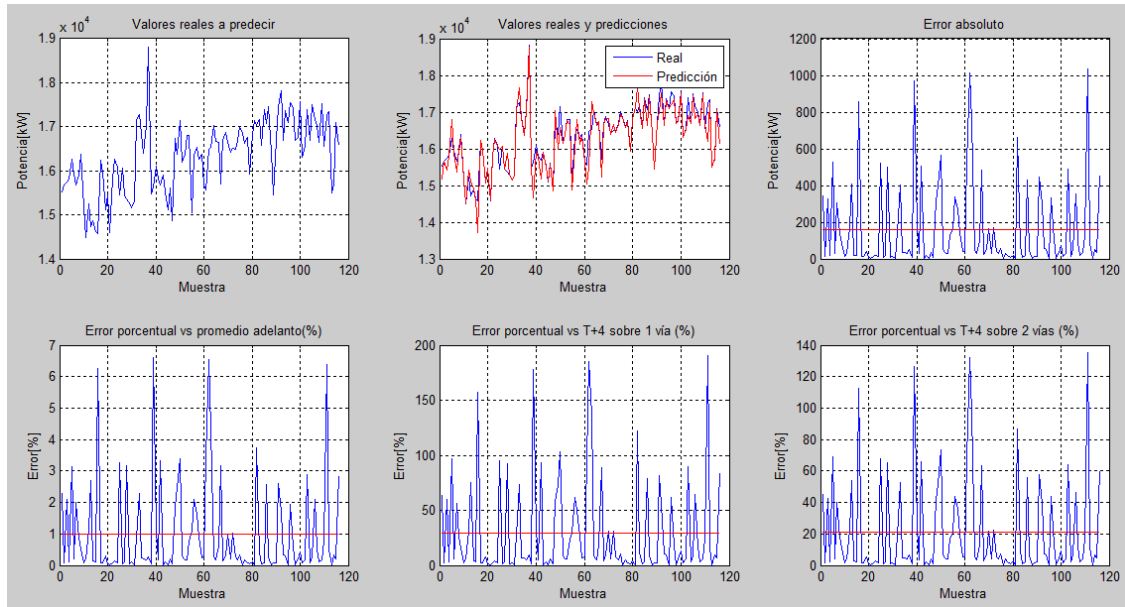 Valores reales a predecir
x 10^4
1.9
1.8
1.7
1.6
1.5
1.4
Potencia[kW]
0 20 40 60 80 100 120
Muestra
Valores reales y predicciones
x 10^4
Real
Predicción
1.9
1.8
1.7
1.6
1.5
1.4
1.3
Potencia[kW]
0 20 40 60 80 100 120
Muestra
Error absoluto
1200
1000
800
600
400
200
0
Potencia[kW]
0 20 40 60 80 100 120
Muestra
Error porcentual vs promedio adelanto(%)
7
6
5
4
3
2
1
0
Error[%]
0 20 40 60 80 100 120
Muestra
Error porcentual vs T+4 sobre 1 vía (%)
200
150
100
50
0
Error[%]
0 20 40 60 80 100 120
Muestra
Error porcentual vs T+4 sobre 2 vías (%)
140
120
100
80
60
40
20
0
Error[%]
0 20 40 60 80 100 120
Muestra